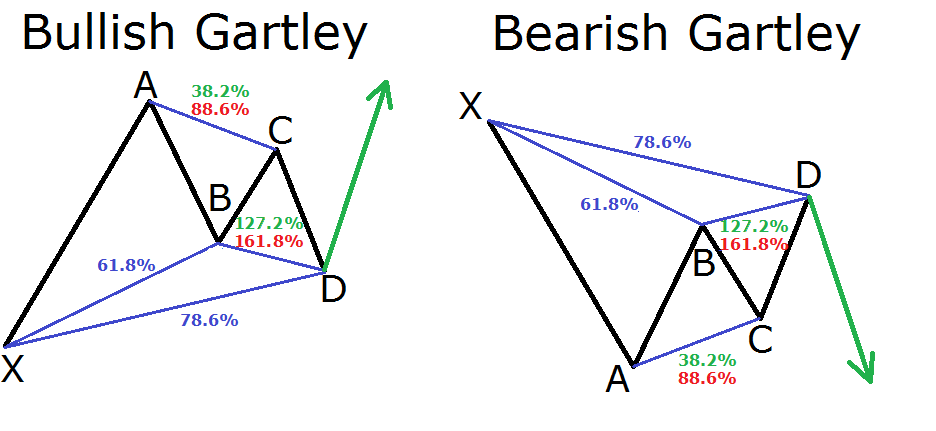 Bullish Gartley
A
38.2%
88.6%
C
B
127.2%
161.8%
61.8%
D
78.6%
X
Bearish Gartley
X
78.6%
D
61.8%
127.2%
161.8%
B
C
38.2%
88.6%
A